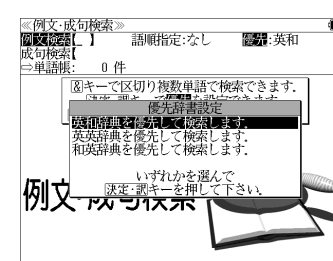 ≪例文･成句検索≫
例文検索【_ 】 語順指定:なし 優先:英和
成句検索【
⇨単語帳: 0 件
&キーで区切り複数単語で検索できます.
優先辞書設定
英和辞典を優先して検索します.
英英辞典を優先して検索します.
和英辞典を優先して検索します.
いずれかを選んで
決定･訳キーを押して下さい.
例文･成句検索